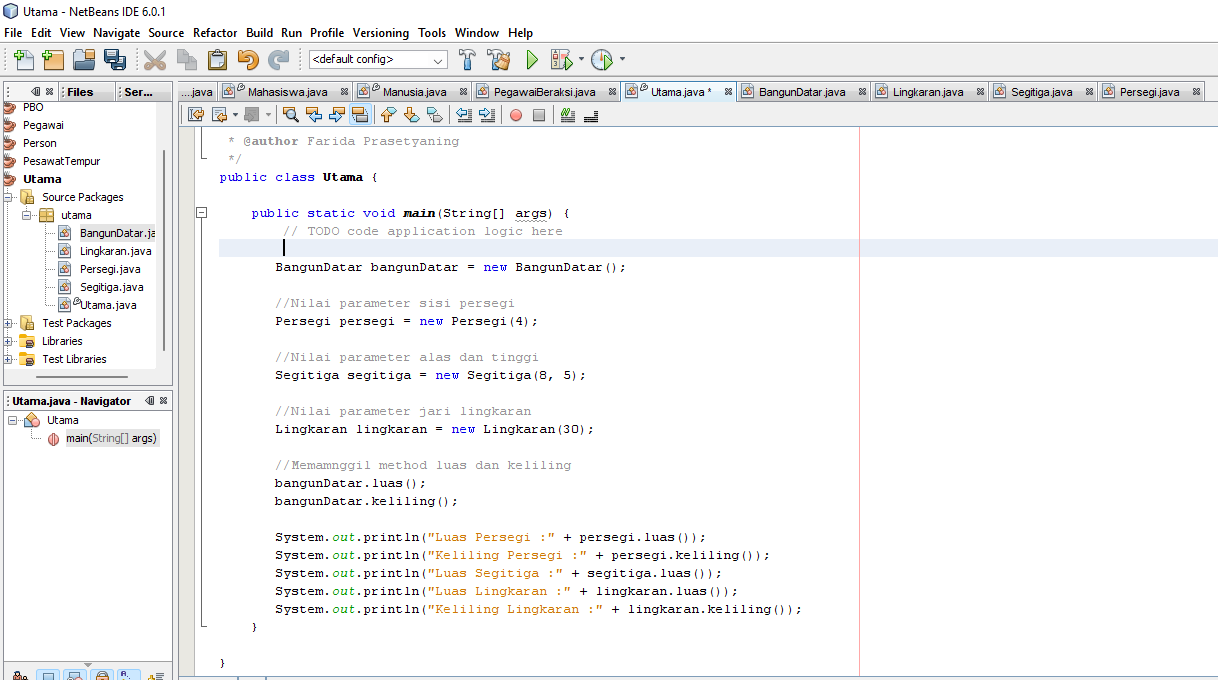 Utama - NetBeans IDE 6.0.1
File Edit View Navigate Source Refactor Build Run Profile Versioning Tools Window Help
<default config>
Files Ser...
...java Mahasiswa.java Manusia.java PegawaiBeraksi.java Utama.java * BangunDatar.java Lingkaran.java Segitiga.java Persegi.java
PBO
Pegawai
Person
PesawatTempur
Utama
Source Packages
utama
BangunDatar.ja
Lingkaran.java
Persegi.java
Segitiga.java
Utama.java
Test Packages
Libraries
Test Libraries
Utama.java - Navigator
Utama
main(String[] args)
* @author Farida Prasetyaning
*/
public class Utama {
public static void main(String[] args) {
// TODO code application logic here
BangunDatar bangunDatar = new BangunDatar();
//Nilai parameter sisi persegi
Persegi persegi = new Persegi(4);
//Nilai parameter alas dan tinggi
Segitiga segitiga = new Segitiga(8, 5);
//Nilai parameter jari lingkaran
Lingkaran lingkaran = new Lingkaran(30);
//Memamnggil method luas dan keliling
bangunDatar.luas();
bangunDatar.keliling();
System.out.println("Luas Persegi :" + persegi.luas());
System.out.println("Keliling Persegi :" + persegi.keliling());
System.out.println("Luas Segitiga :" + segitiga.luas());
System.out.println("Luas Lingkaran :" + lingkaran.luas());
System.out.println("Keliling Lingkaran :" + lingkaran.keliling());
}
}